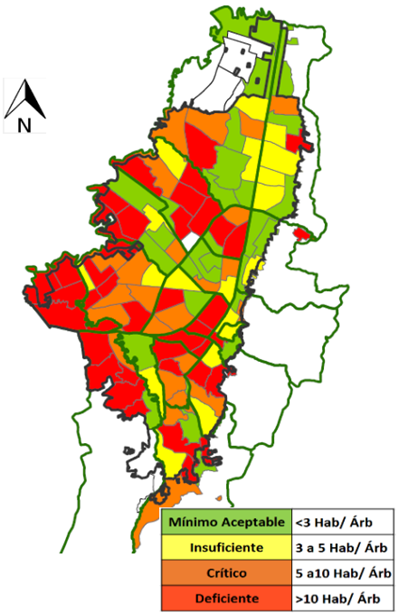 N
Mínimo Aceptable <3 Hab/ Árb
Insuficiente 3 a 5 Hab/ Árb
Crítico 5 a10 Hab/ Árb
Deficiente >10 Hab/ Árb